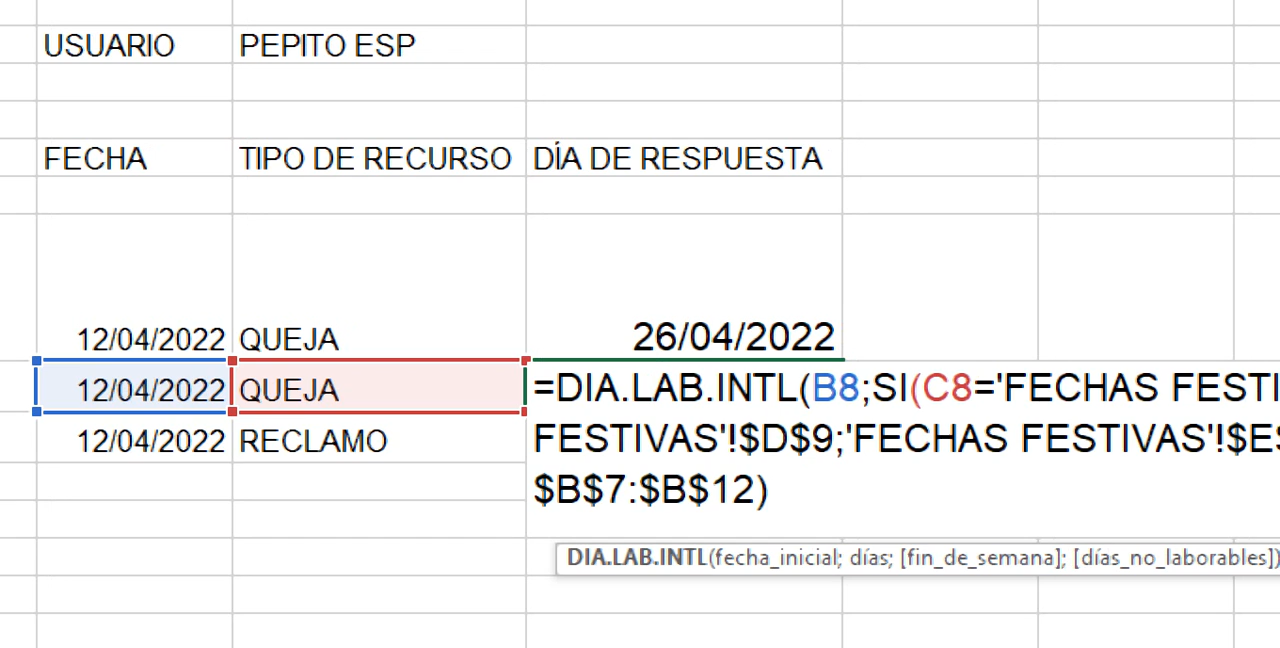 USUARIO PEPITO ESP
FECHA TIPO DE RECURSO DÍA DE RESPUESTA
12/04/2022 QUEJA 26/04/2022
12/04/2022 QUEJA =DIA.LAB.INTL(B8;SI(C8='FECHAS FESTI
FESTIVAS'!$D$9;'FECHAS FESTIVAS'!$E$
12/04/2022 RECLAMO
$B$7:$B$12)
DIA.LAB.INTL(fecha_inicial; días; [fin_de_semana]; [días_no_laborables])